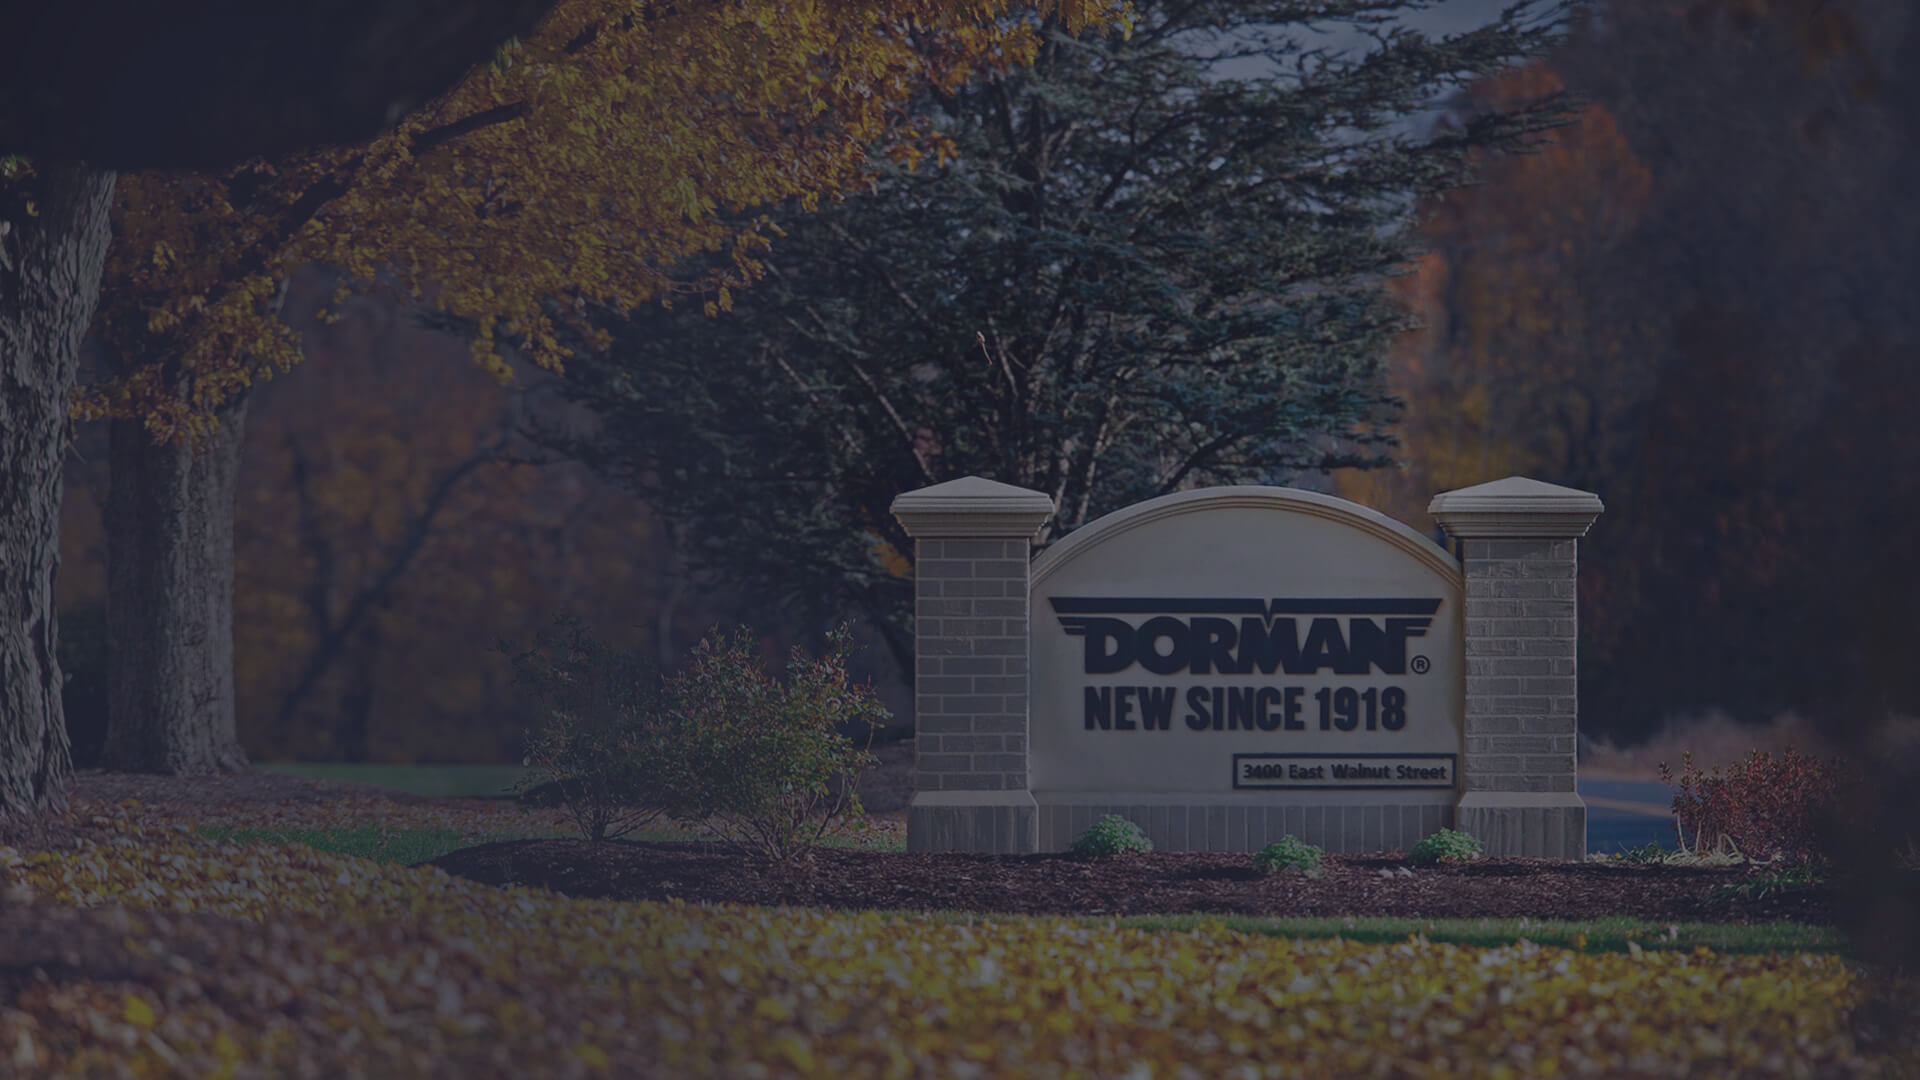 DORMAN®
NEW SINCE 1918
3400 East Walnut Street